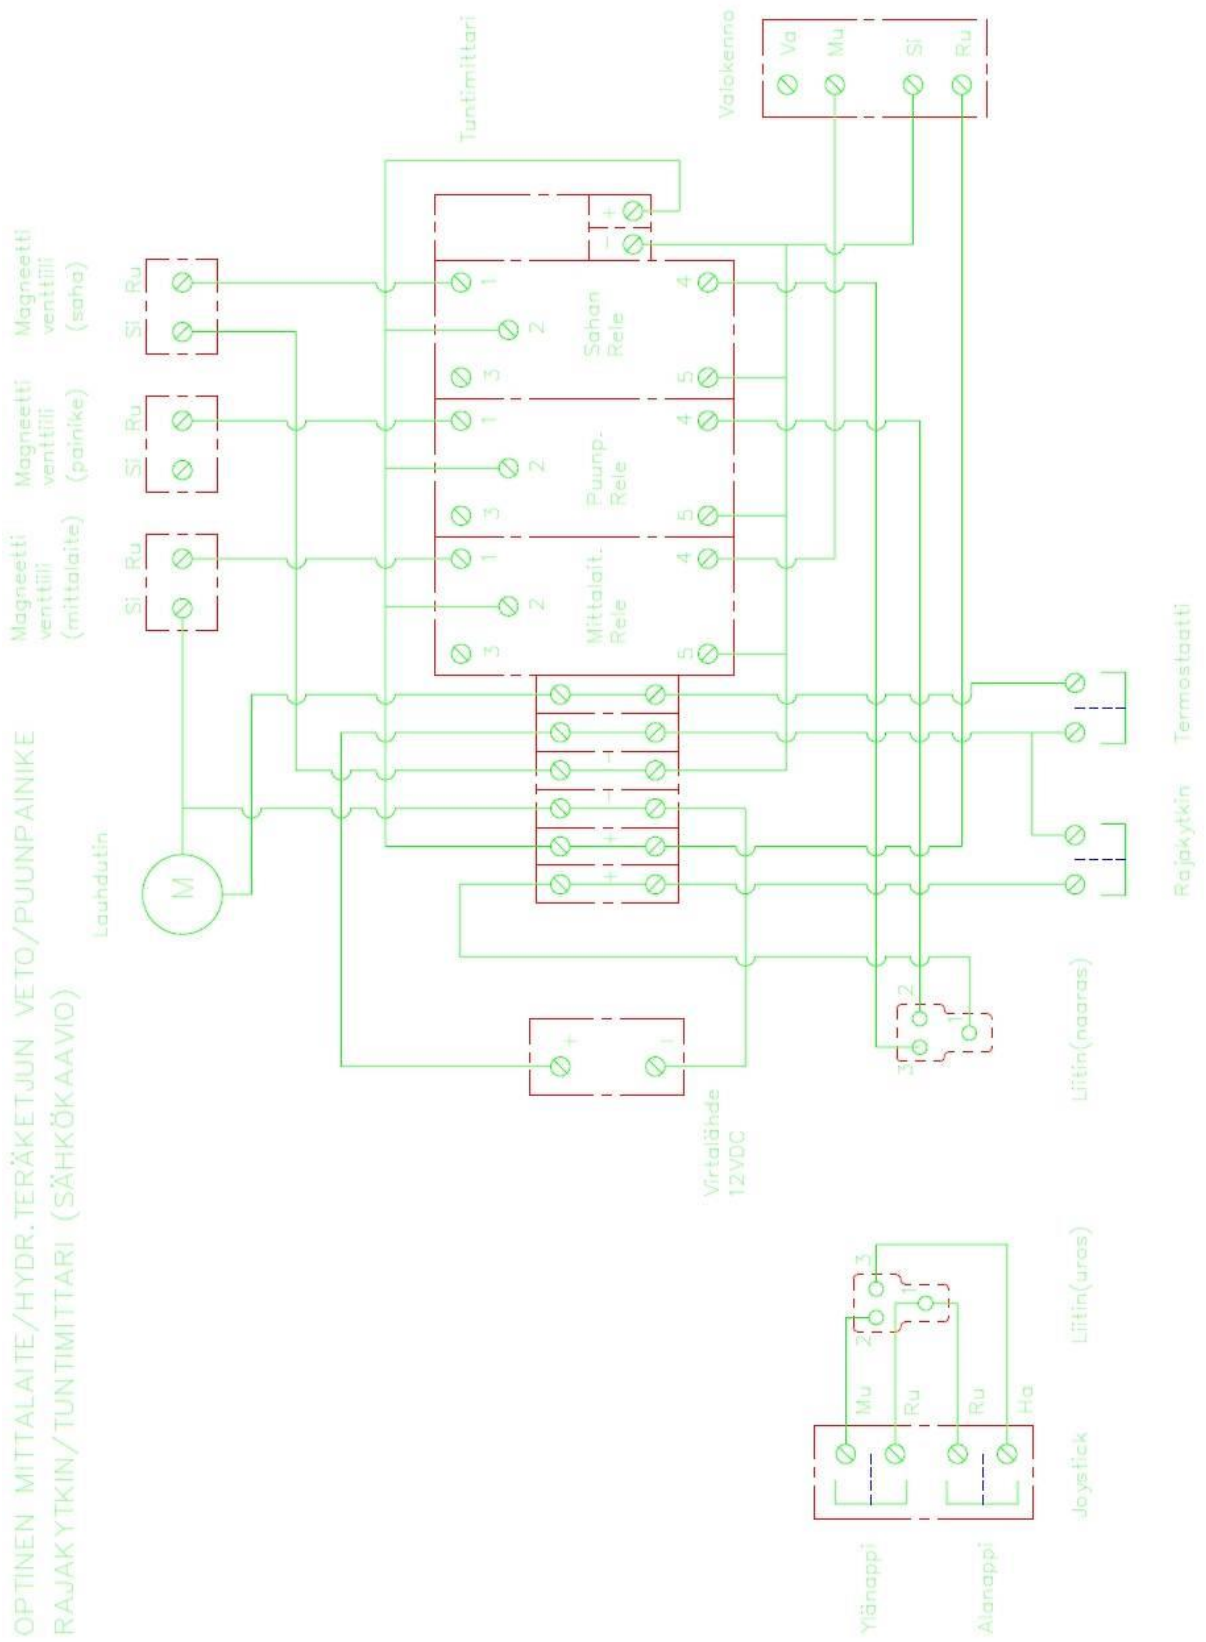 OPTINEN MITTALAITE/HYDR.TERÄKETJUN VETO/PUUNPAINIKE
RAJAKYTKIN/TUNTIMITTARI (SÄHKÖKAAVIO)
Lauhdutin
M
Magneetti
venttiili
(mittalaite)
Si Ru
Magneetti
venttiili
(painike)
Si Ru
Magneetti
venttiili
(saha)
Si Ru
Tuntimittari
- +
Valokenno
Va
Mu
Si
Ru
3 2 1
Mittalait.
Rele
5 4
3 2 1
Puunp.
Rele
5 4
3 2 1
Sahan
Rele
5 4
+ + - -
+
-
Virtalähde
12VDC
3 2
1
Liitin(naaras)
Rajakytkin
Termostaatti
2 3
1
Liitin(uros)
Mu
Ru
Ru
Ha
Joystick
Ylänappi
Alanappi